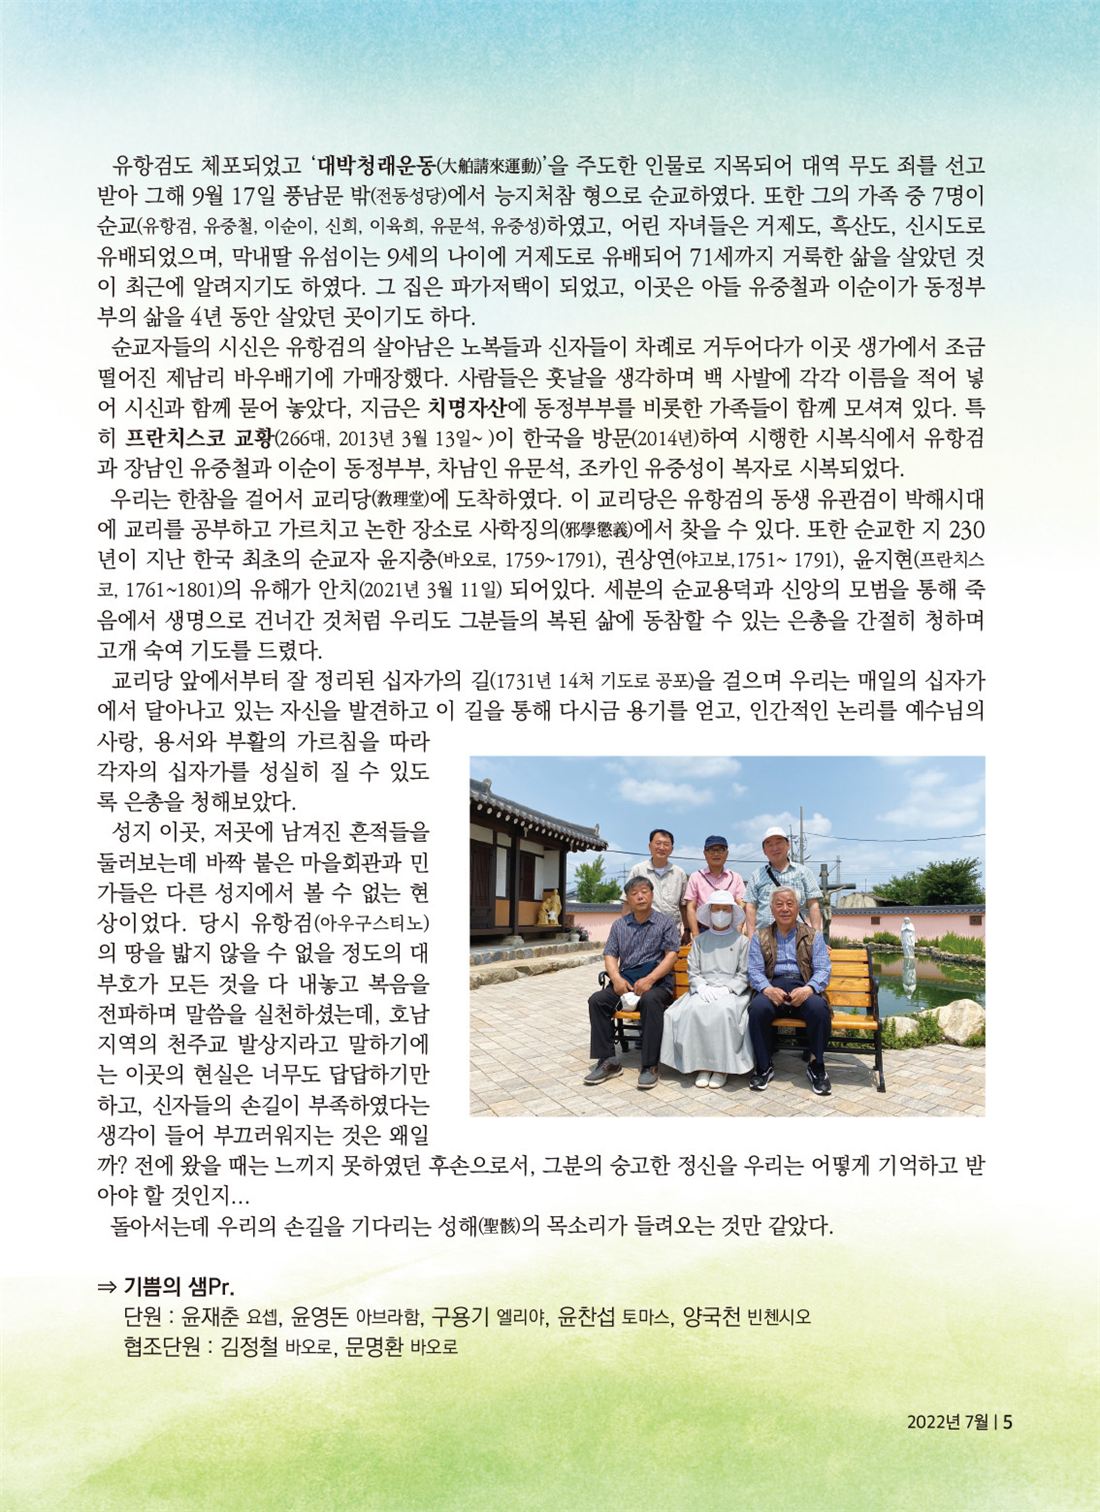 유항검도 체포되었고 ‘대박청래운동(大舶請來運動)’을 주도한 인물로 지목되어 대역 무도 죄를 선고
받아 그해 9월 17일 풍남문 밖(전동성당)에서 능지처참 형으로 순교하였다. 또한 그의 가족 중 7명이
순교(유항검, 유중철, 이순이, 신희, 이육희, 유문석, 유중성)하였고, 어린 자녀들은 거제도, 흑산도, 신시도로
유배되었으며, 막내딸 유섬이는 9세의 나이에 거제도로 유배되어 71세까지 거룩한 삶을 살았던 것
이 최근에 알려지기도 하였다. 그 집은 파가저택이 되었고, 이곳은 아들 유중철과 이순이가 동정부
부의 삶을 4년 동안 살았던 곳이기도 하다.
순교자들의 시신은 유항검의 살아남은 노복들과 신자들이 차례로 거두어다가 이곳 생가에서 조금
떨어진 제남리 바우배기에 가매장했다. 사람들은 훗날을 생각하며 백 사발에 각각 이름을 적어 넣
어 시신과 함께 묻어 놓았다, 지금은 치명자산에 동정부부를 비롯한 가족들이 함께 모셔져 있다. 특
히 프란치스코 교황(266대, 2013년 3월 13일~ )이 한국을 방문(2014년)하여 시행한 시복식에서 유항검
과 장남인 유중철과 이순이 동정부부, 차남인 유문석, 조카인 유중성이 복자로 시복되었다.
우리는 한참을 걸어서 교리당(敎理堂)에 도착하였다. 이 교리당은 유항검의 동생 유관검이 박해시대
에 교리를 공부하고 가르치고 논한 장소로 사학징의(邪學懲義)에서 찾을 수 있다. 또한 순교한 지 230
년이 지난 한국 최초의 순교자 윤지충(바오로, 1759~1791), 권상연(야고보,1751~ 1791), 윤지현(프란치스
코, 1761~1801)의 유해가 안치(2021년 3월 11일) 되어있다. 세분의 순교용덕과 신앙의 모범을 통해 죽
음에서 생명으로 건너간 것처럼 우리도 그분들의 복된 삶에 동참할 수 있는 은총을 간절히 청하며
고개 숙여 기도를 드렸다.
교리당 앞에서부터 잘 정리된 십자가의 길(1731년 14처 기도로 공포)을 걸으며 우리는 매일의 십자가
에서 달아나고 있는 자신을 발견하고 이 길을 통해 다시금 용기를 얻고, 인간적인 논리를 예수님의
사랑, 용서와 부활의 가르침을 따라
각자의 십자가를 성실히 질 수 있도
록 은총을 청해보았다.
성지 이곳, 저곳에 남겨진 흔적들을
둘러보는데 바짝 붙은 마을회관과 민
가들은 다른 성지에서 볼 수 없는 현
상이었다. 당시 유항검(아우구스티노)
의 땅을 밟지 않을 수 없을 정도의 대
부호가 모든 것을 다 내놓고 복음을
전파하며 말씀을 실천하셨는데, 호남
지역의 천주교 발상지라고 말하기에
는 이곳의 현실은 너무도 답답하기만
하고, 신자들의 손길이 부족하였다는
생각이 들어 부끄러워지는 것은 왜일
까? 전에 왔을 때는 느끼지 못하였던 후손으로서, 그분의 숭고한 정신을 우리는 어떻게 기억하고 받
아야 할 것인지…
돌아서는데 우리의 손길을 기다리는 성해(聖骸)의 목소리가 들려오는 것만 같았다.
⇒ 기쁨의 샘Pr.
단원 : 윤재춘 요셉, 윤영돈 아브라함, 구용기 엘리야, 윤찬섭 토마스, 양국천 빈첸시오
협조단원 : 김정철 바오로, 문명환 바오로
2022년 7월 | 5